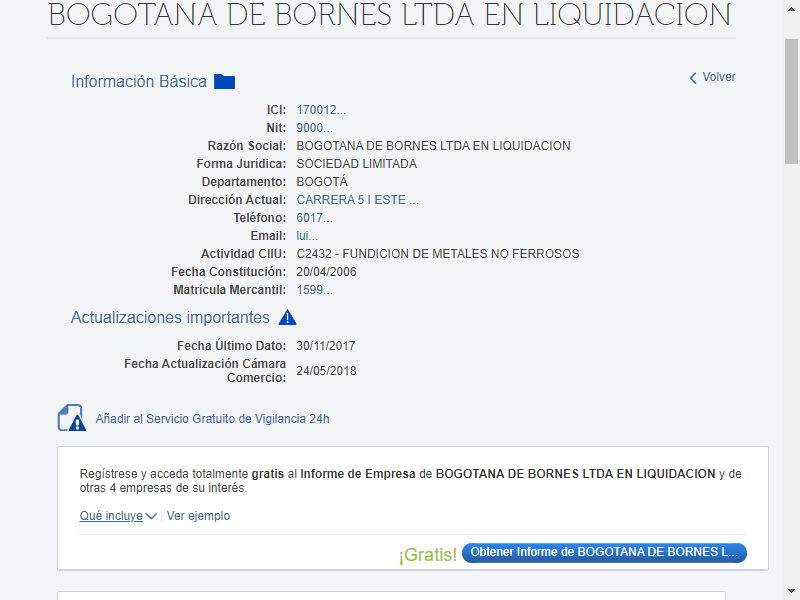 BOGOTANA DE BORNES LTDA EN LIQUIDACION
Información Básica
Volver
ICI: 170012...
Nit: 9000...
Razón Social: BOGOTANA DE BORNES LTDA EN LIQUIDACION
Forma Jurídica: SOCIEDAD LIMITADA
Departamento: BOGOTÁ
Dirección Actual: CARRERA 5 I ESTE ...
Teléfono: 6017...
Email: lui...
Actividad CIIU: C2432 - FUNDICION DE METALES NO FERROSOS
Fecha Constitución: 20/04/2006
Matrícula Mercantil: 1599...
Actualizaciones importantes
Fecha Último Dato: 30/11/2017
Fecha Actualización Cámara
Comercio: 24/05/2018
Añadir al Servicio Gratuito de Vigilancia 24h
Regístrese y acceda totalmente gratis al Informe de Empresa de BOGOTANA DE BORNES LTDA EN LIQUIDACION y de
otras 4 empresas de su interés.
Qué incluye | Ver ejemplo
¡Gratis! Obtener Informe de BOGOTANA DE BORNES L...